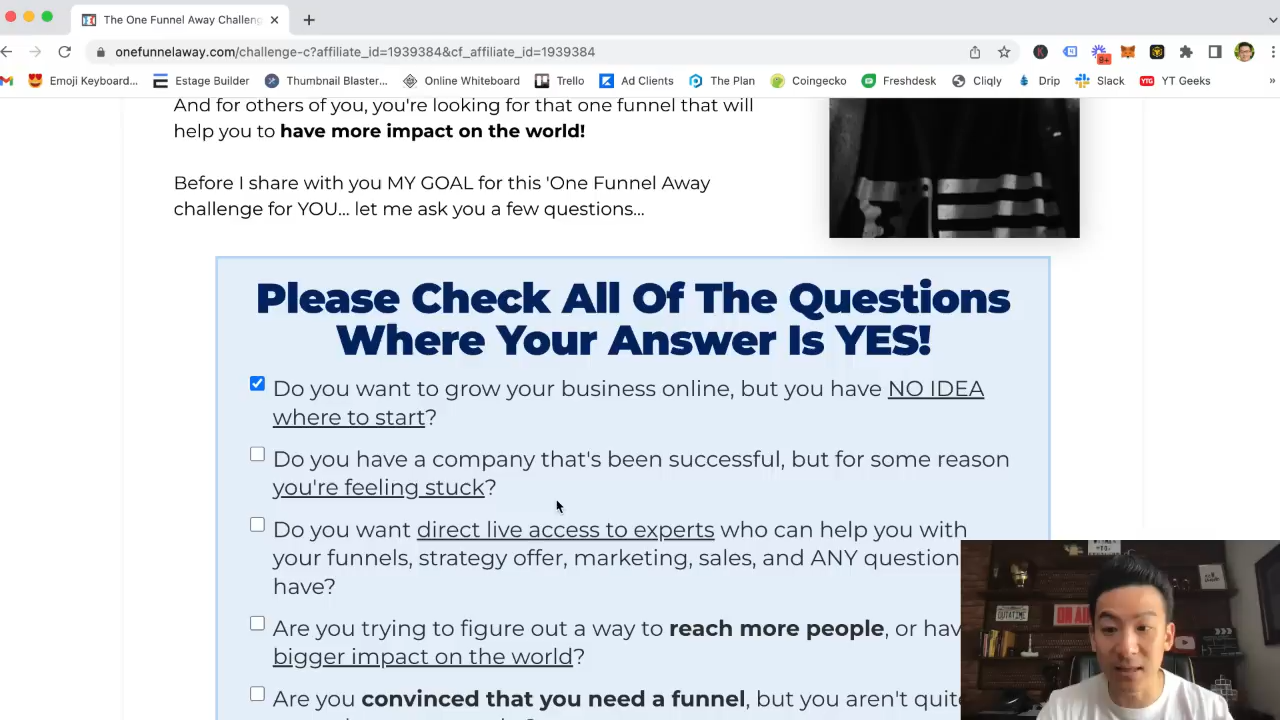 The One Funnel Away Challeng
onefunnelaway.com/challenge-c?affiliate_id=1939384&cf_affiliate_id=1939384
9+
Emoji Keyboard...
Estage Builder
Thumbnail Blaster...
Online Whiteboard
Trello
Ad Clients
The Plan
Coingecko
Freshdesk
Cliqly
Drip
Slack
YTG
YT Geeks
»
And for others of you, you're looking for that one funnel that will
help you to have more impact on the world!
Before I share with you MY GOAL for this 'One Funnel Away
challenge for YOU... let me ask you a few questions...
Please Check All Of The Questions
Where Your Answer Is YES!
Do you want to grow your business online, but you have NO IDEA
where to start?
Do you have a company that's been successful, but for some reason
you're feeling stuck?
Do you want direct live access to experts who can help you with
your funnels, strategy offer, marketing, sales, and ANY question
have?
Are you trying to figure out a way to reach more people, or hav
bigger impact on the world?
Are you convinced that you need a funnel, but you aren't quit
OUTATIME
ON AI